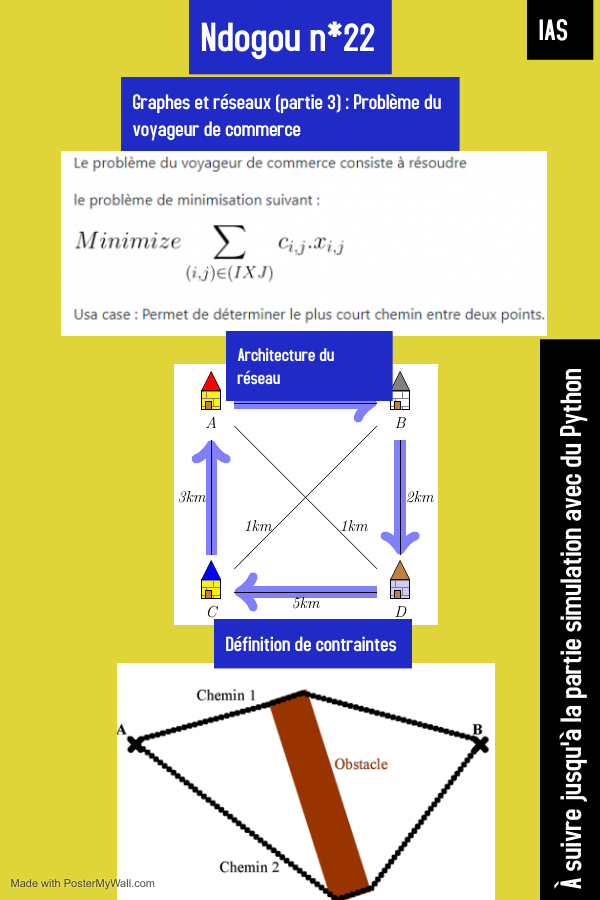 Ndogou n*22
IAS
Graphes et réseaux (partie 3) : Problème du
voyageur de commerce
Le problème du voyageur de commerce consiste à résoudre
le problème de minimisation suivant :
Minimize ∑ c_{i,j}.x_{i,j}
(i,j)∈(IXJ)
Usa case : Permet de déterminer le plus court chemin entre deux points.
Architecture du
réseau
A
B
3km
2km
1km
1km
5km
C
D
À suivre jusqu'à la partie simulation avec du Python
Définition de contraintes
Chemin 1
A
B
Obstacle
Chemin 2
Made with PosterMyWall.com